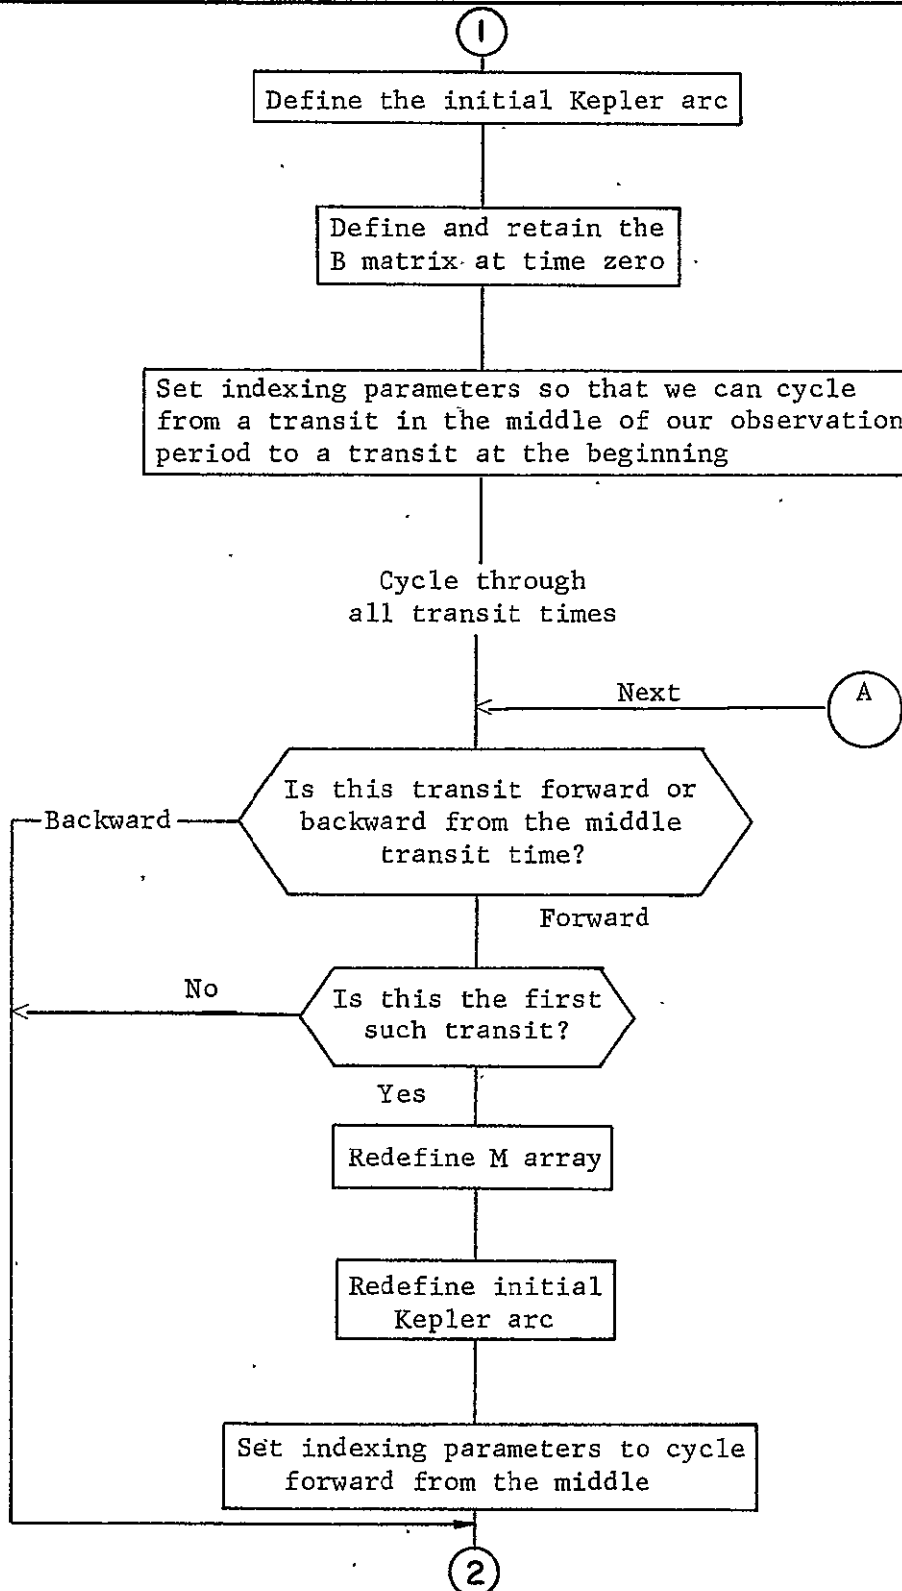 1
Define the initial Kepler arc
Define and retain the
B matrix at time zero
Set indexing parameters so that we can cycle
from a transit in the middle of our observation
period to a transit at the beginning
Cycle through
all transit times
Next
A
Is this transit forward or
backward from the middle
transit time?
Backward
Forward
No
Is this the first
such transit?
Yes
Redefine M array
Redefine initial
Kepler arc
Set indexing parameters to cycle
forward from the middle
2